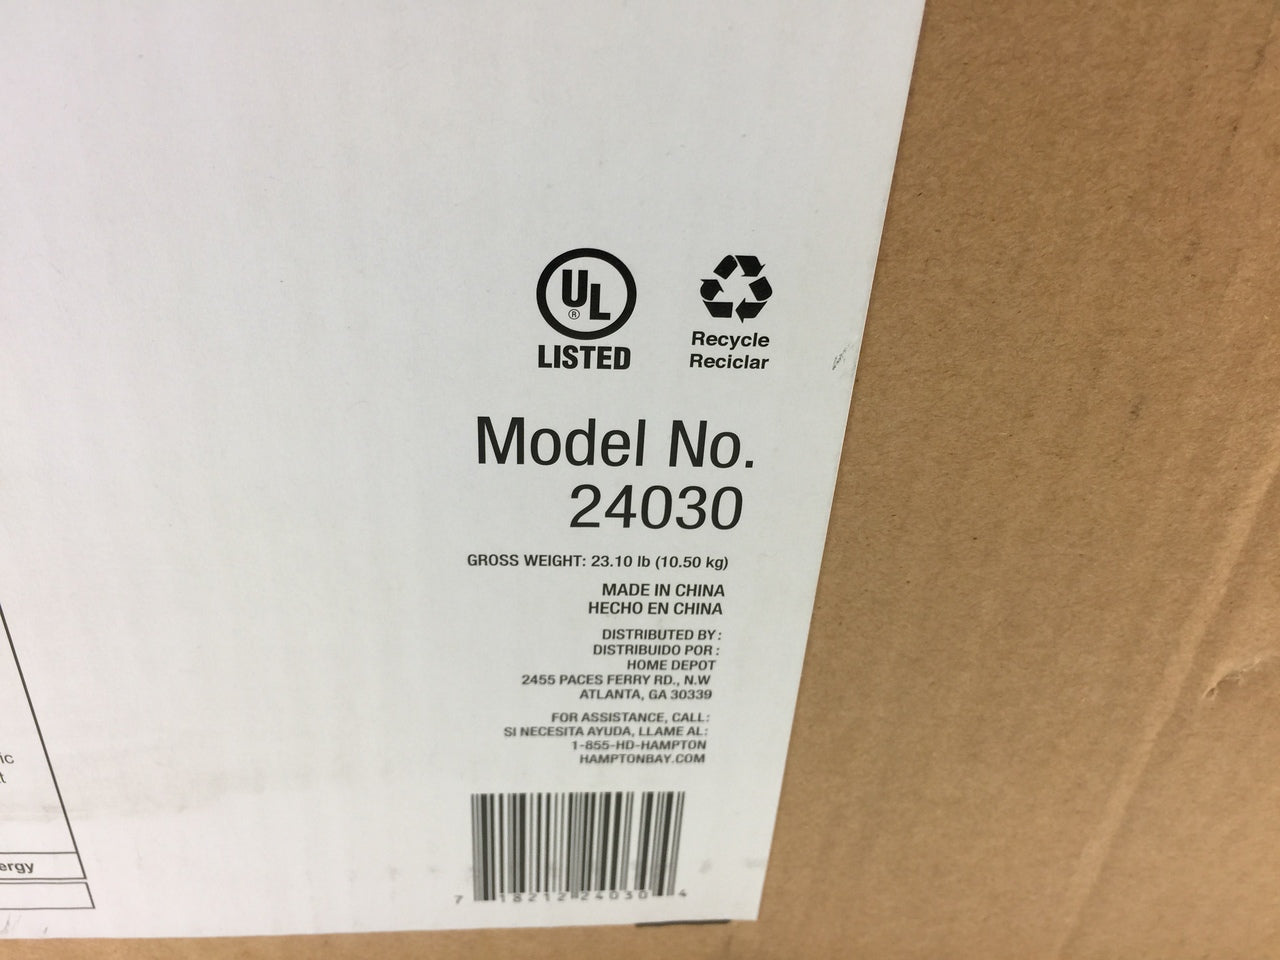 UL
®
LISTED
Recycle
Reciclar
Model No.
24030
GROSS WEIGHT: 23.10 lb (10.50 kg)
MADE IN CHINA
HECHO EN CHINA
DISTRIBUTED BY:
DISTRIBUIDO POR :
HOME DEPOT
2455 PACES FERRY RD., N.W
ATLANTA, GA 30339
FOR ASSISTANCE, CALL:
SI NECESITA AYUDA, LLAME AL:
1-855-HD-HAMPTON
HAMPTONBAY.COM
7 18212 24030 4
ic
t
ergy